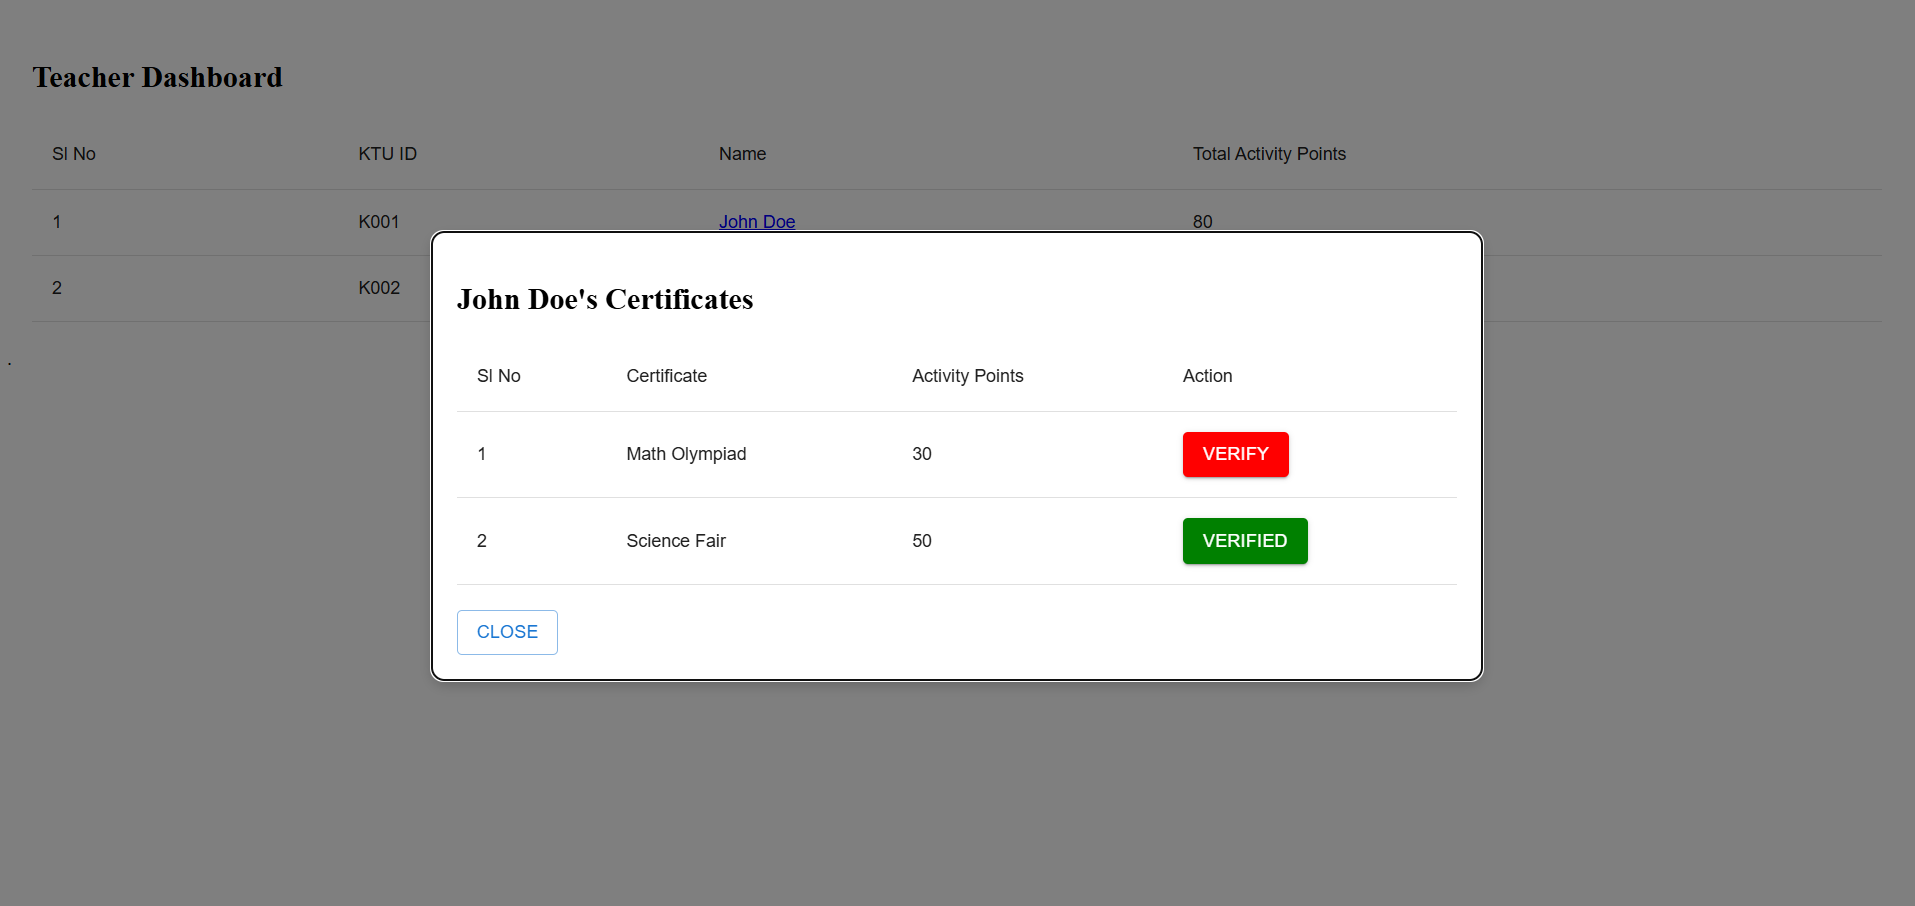 Teacher Dashboard
Sl No KTU ID Name Total Activity Points
1 K001 John Doe 80
2 K002
.
John Doe's Certificates
Sl No Certificate Activity Points Action
1 Math Olympiad 30 VERIFY
2 Science Fair 50 VERIFIED
CLOSE